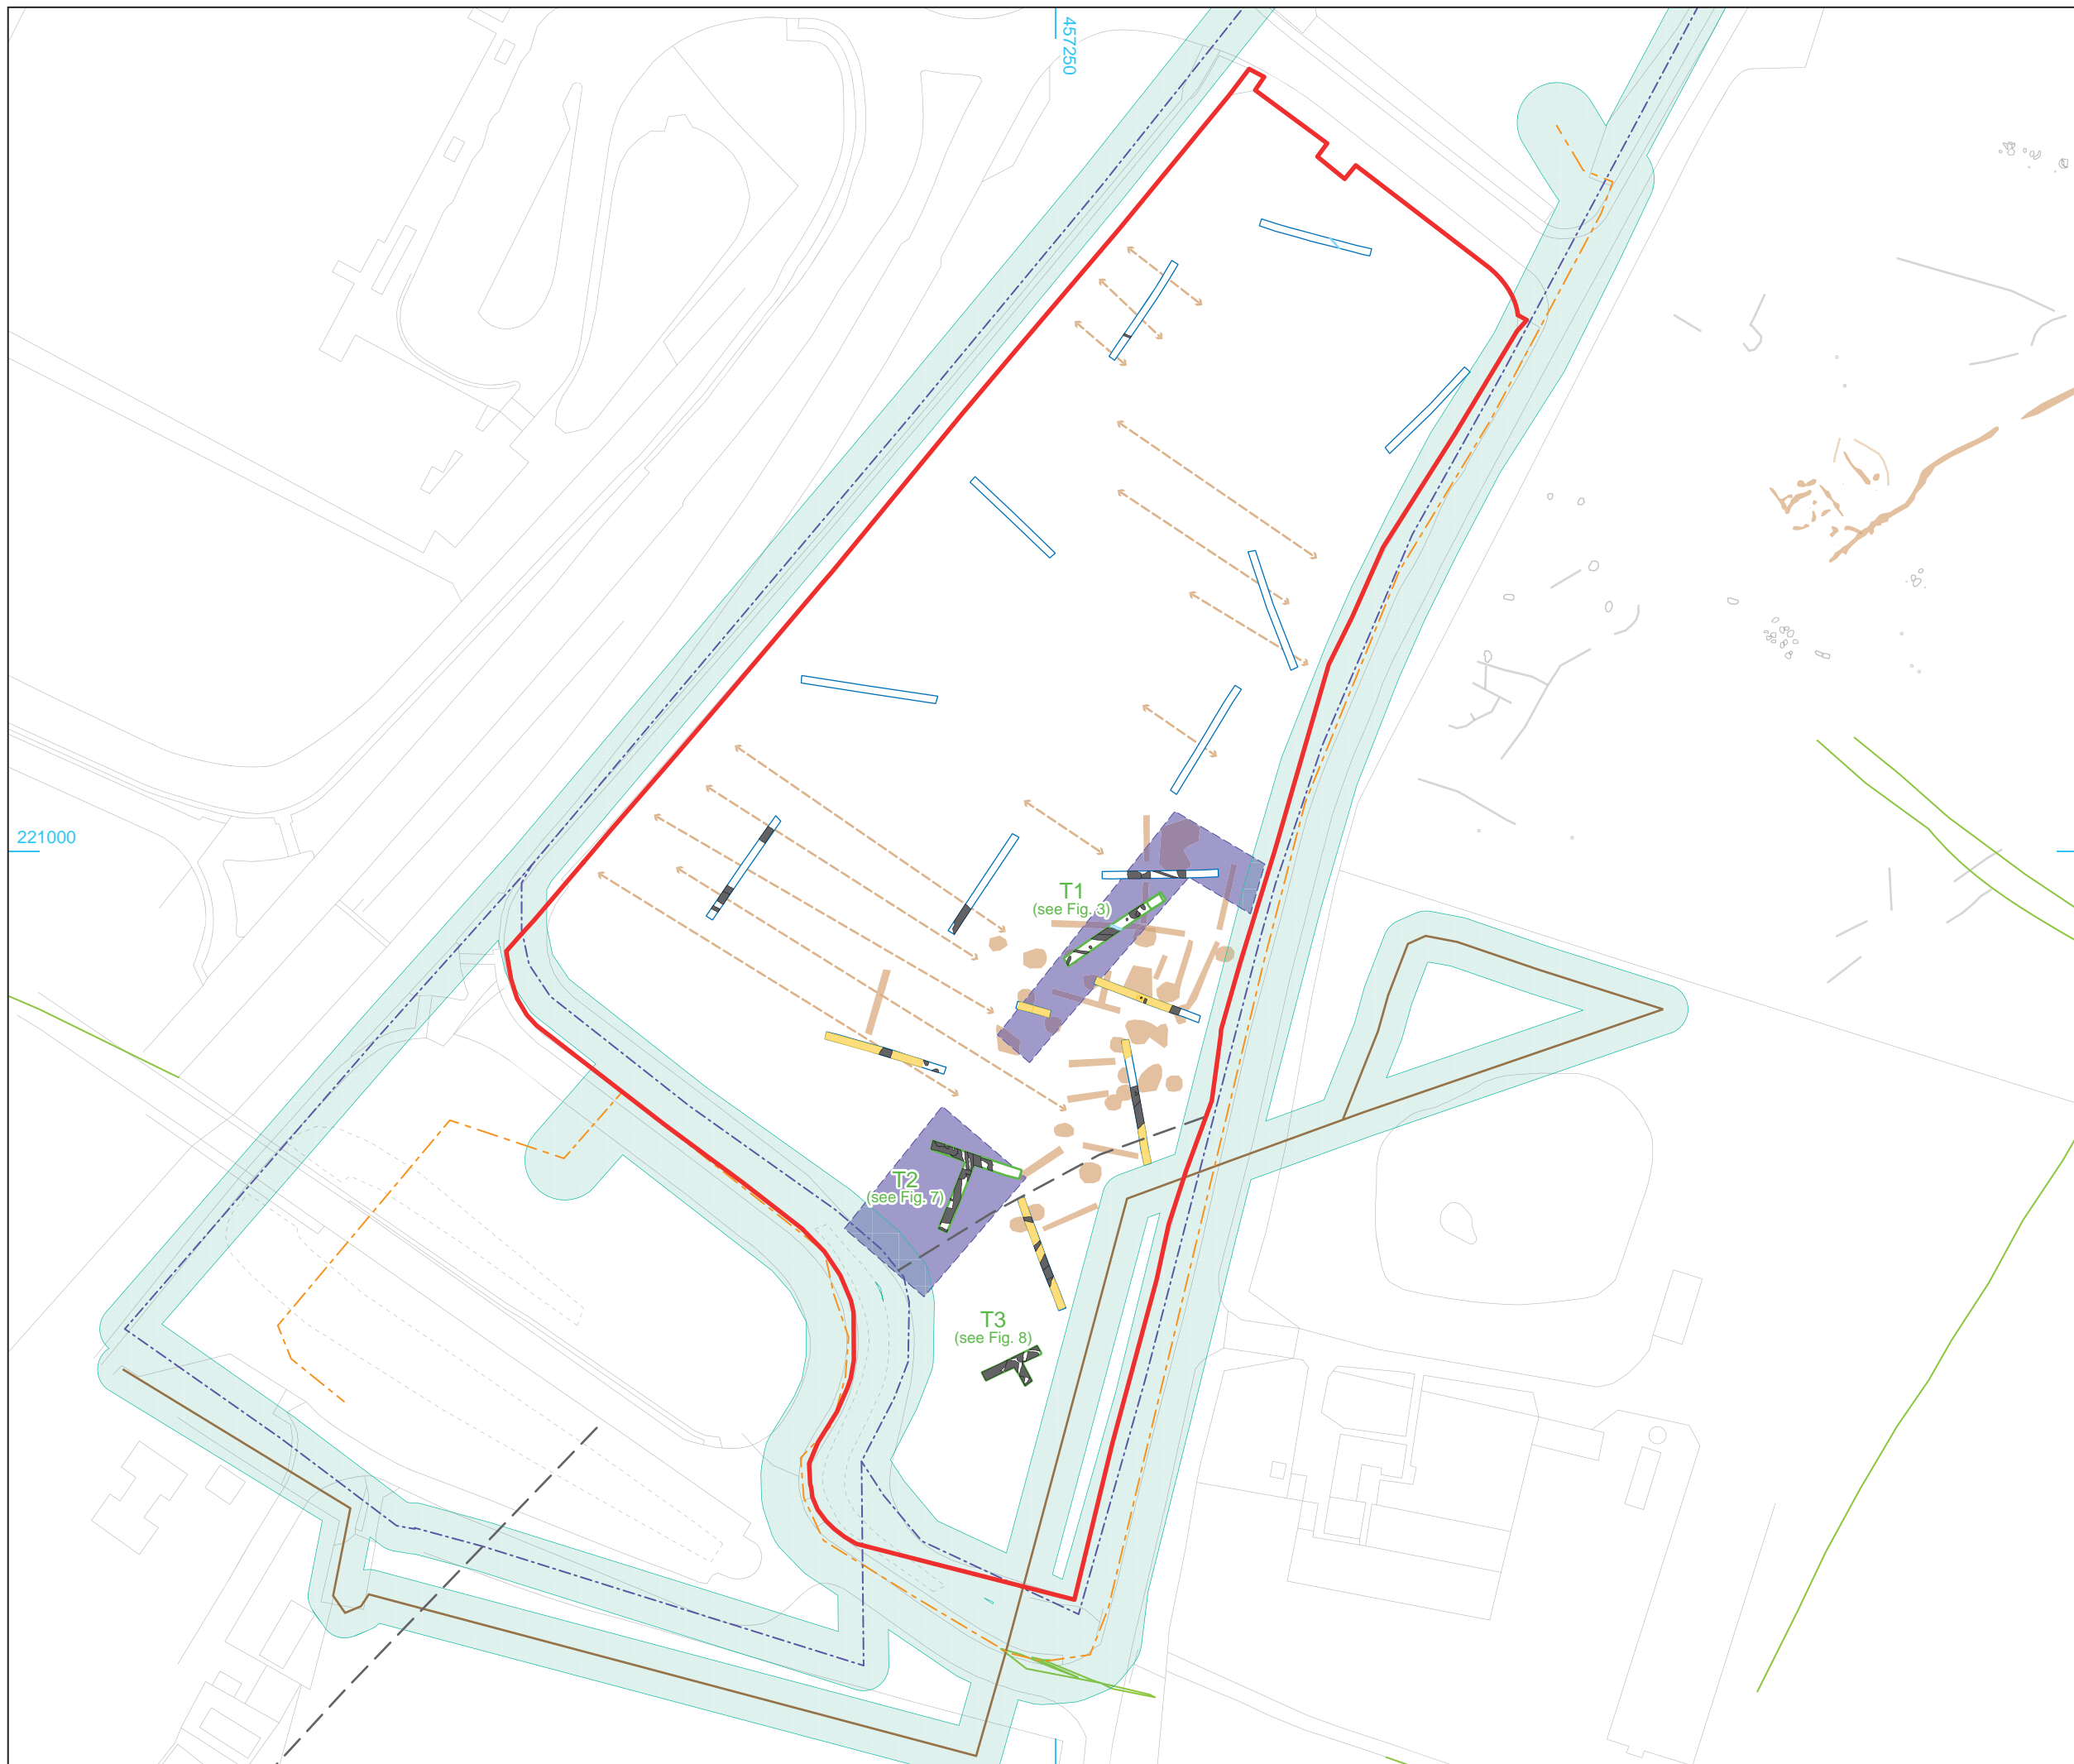 457250
221000
T1
(see Fig. 3)
T2
(see Fig. 7)
T3
(see Fig. 8)